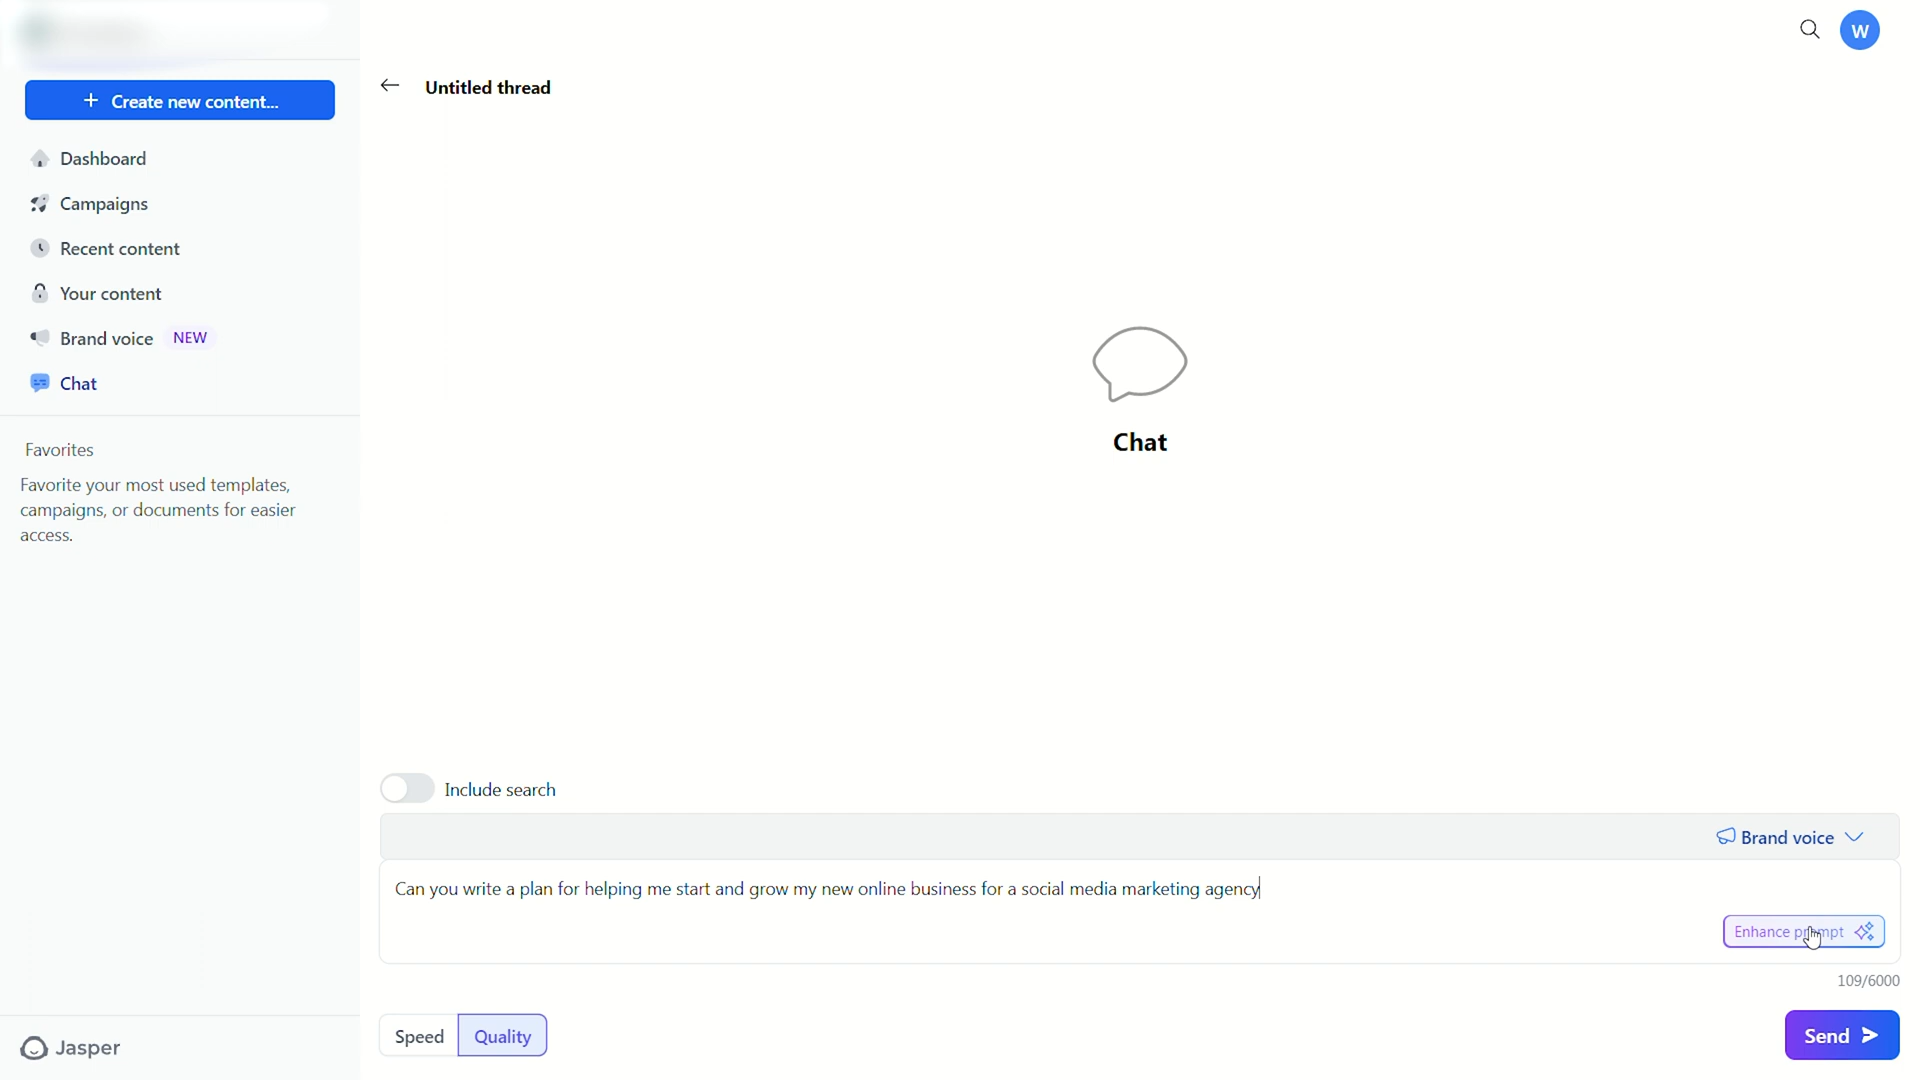 W
Untitled thread
+ Create new content...
Dashboard
Campaigns
Recent content
Your content
Brand voice NEW
Chat
Favorites
Favorite your most used templates,
campaigns, or documents for easier
access.
Chat
Include search
Brand voice
Can you write a plan for helping me start and grow my new online business for a social media marketing agency
Enhance prompt
109/6000
Speed Quality
Send
Jasper